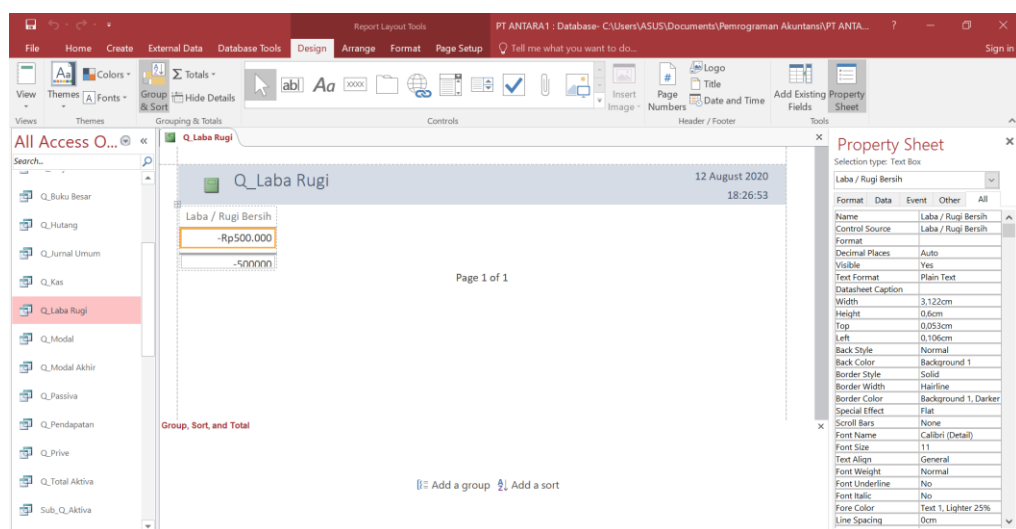 Report Layout Tools
PT ANTARA1 : Database- C:\Users\ASUS\Documents\Pemrograman Akuntansi\PT ANTA...
?
File Home Create External Data Database Tools Design Arrange Format Page Setup Tell me what you want to do... Sign in
View
Themes
Colors
A Fonts
Aa
Group & Sort
Σ Totals
Hide Details
ab| Aa XXXX
Insert Image
Page Numbers
Logo
Title
Date and Time
Add Existing Fields
Property Sheet
Views Themes Grouping & Totals Controls Header / Footer Tools
All Access O... «
Search...
Q_Buku Besar
Q_Hutang
Q_Jurnal Umum
Q_Kas
Q_Laba Rugi
Q_Modal
Q_Modal Akhir
Q_Passiva
Q_Pendapatan
Q_Prive
Q_Total Aktiva
Sub_Q_Aktiva
Q_Laba Rugi
Q_Laba Rugi
12 August 2020
18:26:53
Laba / Rugi Bersih
-Rp500.000
-500000
Page 1 of 1
Group, Sort, and Total
Add a group Add a sort
Property Sheet
Selection type: Text Box
Laba / Rugi Bersih
Format Data Event Other All
Name Laba / Rugi Bersih
Control Source Laba / Rugi Bersih
Format
Decimal Places Auto
Visible Yes
Text Format Plain Text
Datasheet Caption
Width 3,122cm
Height 0,6cm
Top 0,053cm
Left 0,106cm
Back Style Normal
Back Color Background 1
Border Style Solid
Border Width Hairline
Border Color Background 1, Darker
Special Effect Flat
Scroll Bars None
Font Name Calibri (Detail)
Font Size 11
Text Align General
Font Weight Normal
Font Underline No
Font Italic No
Fore Color Text 1, Lighter 25%
Line Spacing 0cm